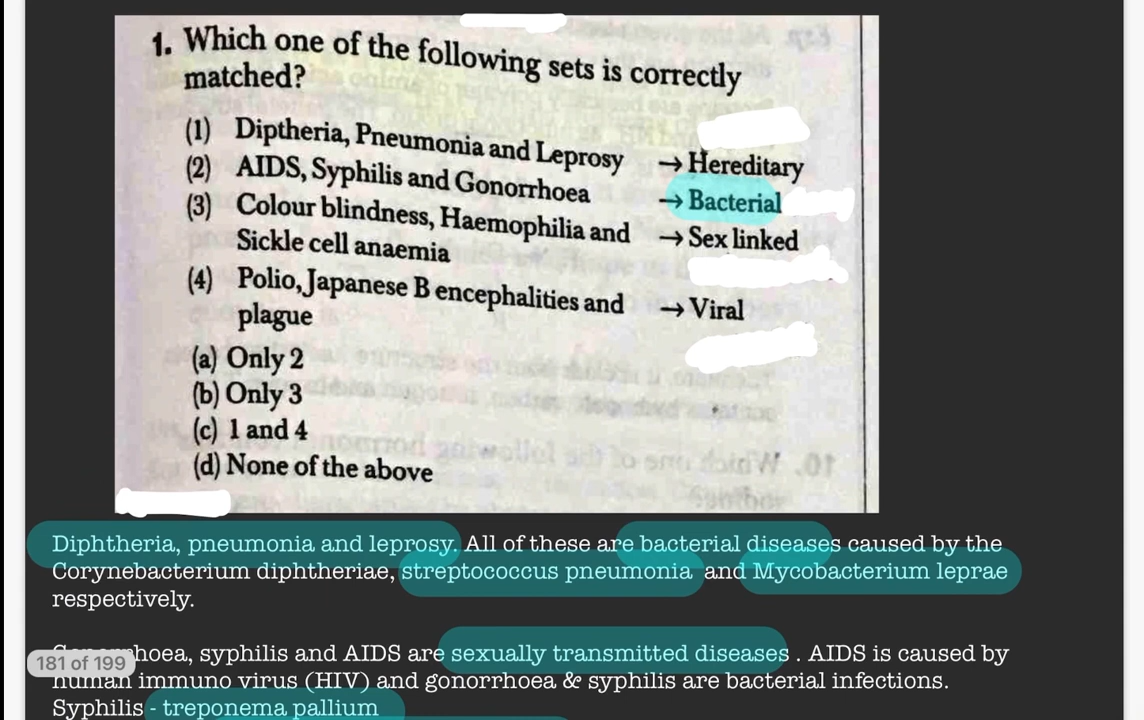 1. Which one of the following sets is correctly
matched?
(1) Diptheria, Pneumonia and Leprosy → Hereditary
(2) AIDS, Syphilis and Gonorrhoea → Bacterial
(3) Colour blindness, Haemophilia and → Sex linked
Sickle cell anaemia
(4) Polio, Japanese B encephalities and → Viral
plague
(a) Only 2
(b) Only 3
(c) 1 and 4
(d) None of the above
Diphtheria, pneumonia and leprosy. All of these are bacterial diseases caused by the
Corynebacterium diphtheriae, streptococcus pneumonia and Mycobacterium leprae
respectively.
hoea, syphilis and AIDS are sexually transmitted diseases . AIDS is caused by
181 of 199
human immuno virus (HIV) and gonorrhoea & syphilis are bacterial infections.
Syphilis - treponema pallium